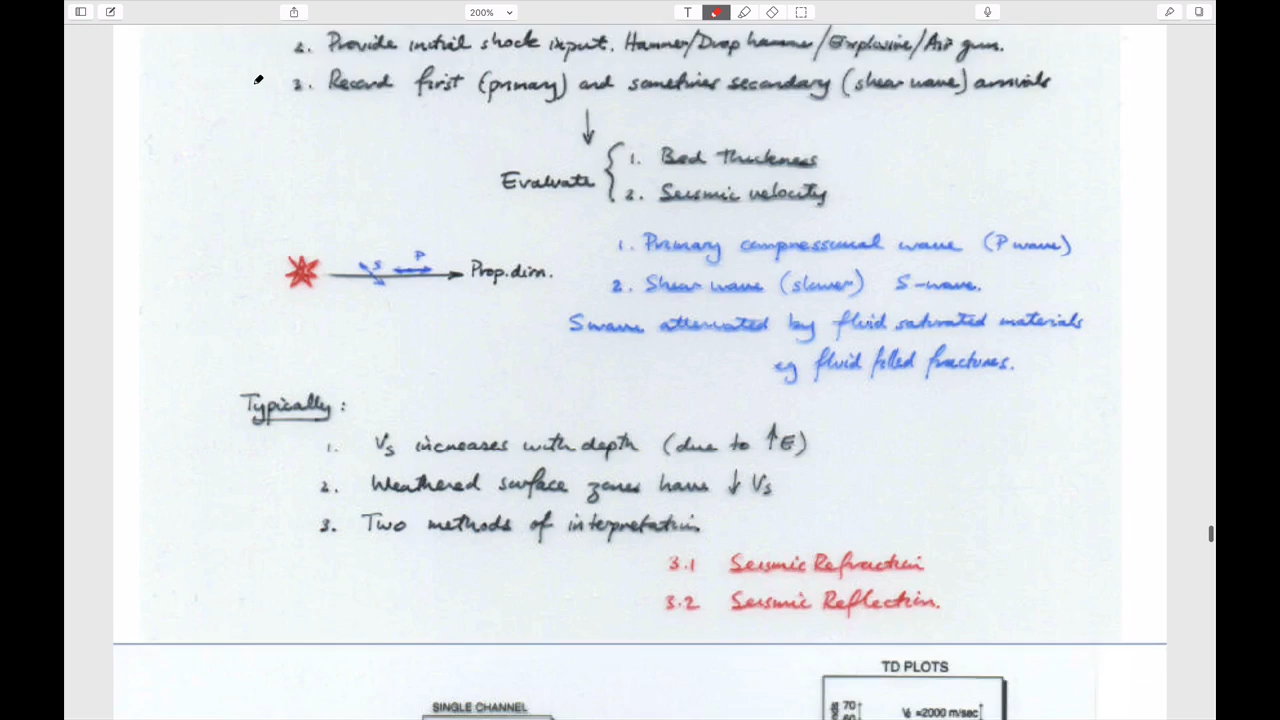 200%
T
2. Provide initial shock input. Hammer/Drop hammer/Explosive/Air gun.
3. Record first (primary) and sometimes secondary (shear wave) arrivals
Evaluate
1. Bed thickness
2. Seismic velocity
S P Prop. dirn.
1. Primary compressional wave (P wave)
2. Shear wave (slower) S-wave.
S wave attenuated by fluid saturated materials
eg fluid filled fractures.
Typically:
1. Vs increases with depth (due to ↑E)
2. Weathered surface zones have ↓ Vs
3. Two methods of interpretation
3.1 Seismic Refraction
3.2 Seismic Reflection.
TD PLOTS
SINGLE CHANNEL
70
60
=2000 m/sec